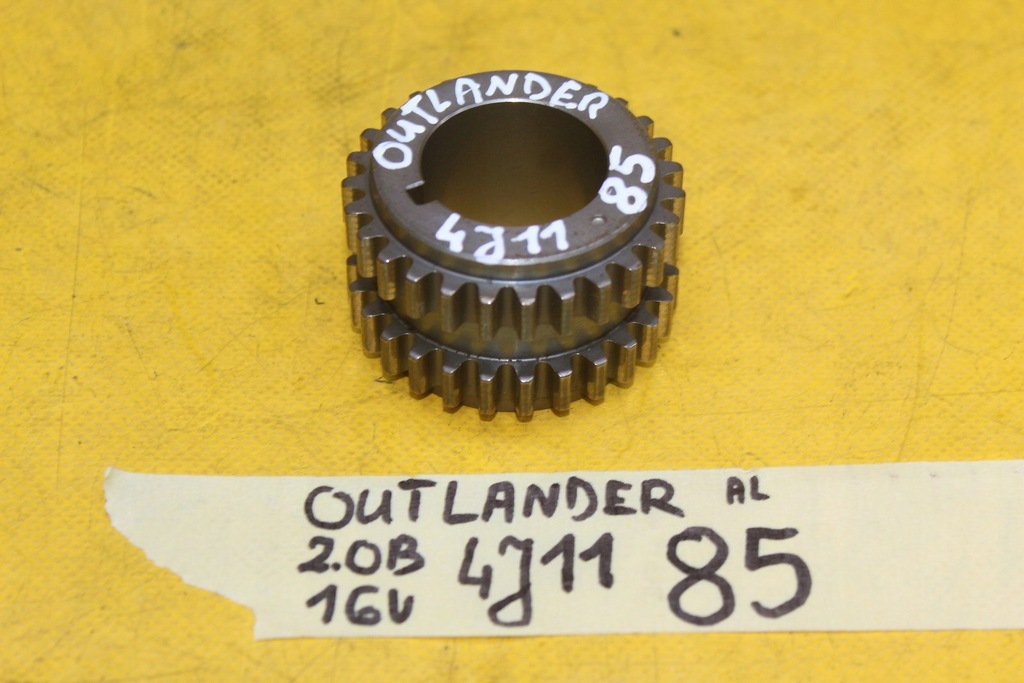 OUTLANDER
85
4J11
OUTLANDER AL
2.0B 4J11 85
16V